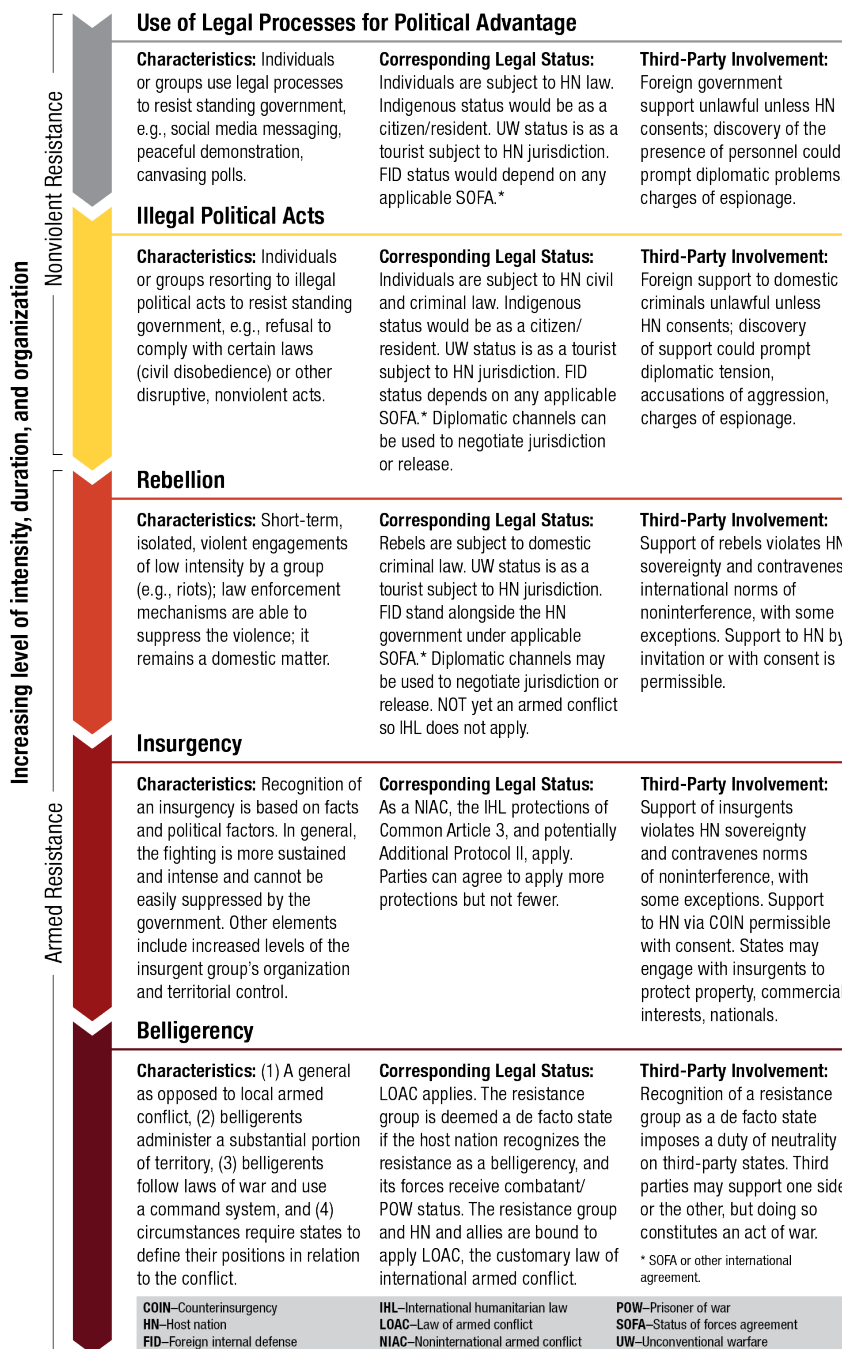 Increasing level of intensity, duration, and organization
Nonviolent Resistance
Armed Resistance
Use of Legal Processes for Political Advantage
Characteristics: Individuals
or groups use legal processes
to resist standing government,
e.g., social media messaging,
peaceful demonstration,
canvasing polls.
Corresponding Legal Status:
Individuals are subject to HN law.
Indigenous status would be as a
citizen/resident. UW status is as a
tourist subject to HN jurisdiction.
FID status would depend on any
applicable SOFA.*
Third-Party Involvement:
Foreign government
support unlawful unless HN
consents; discovery of the
presence of personnel could
prompt diplomatic problems,
charges of espionage.
Illegal Political Acts
Characteristics: Individuals
or groups resorting to illegal
political acts to resist standing
government, e.g., refusal to
comply with certain laws
(civil disobedience) or other
disruptive, nonviolent acts.
Corresponding Legal Status:
Individuals are subject to HN civil
and criminal law. Indigenous
status would be as a citizen/
resident. UW status is as a tourist
subject to HN jurisdiction. FID
status depends on any applicable
SOFA.* Diplomatic channels can
be used to negotiate jurisdiction
or release.
Third-Party Involvement:
Foreign support to domestic
criminals unlawful unless
HN consents; discovery
of support could prompt
diplomatic tension,
accusations of aggression,
charges of espionage.
Rebellion
Characteristics: Short-term,
isolated, violent engagements
of low intensity by a group
(e.g., riots); law enforcement
mechanisms are able to
suppress the violence; it
remains a domestic matter.
Corresponding Legal Status:
Rebels are subject to domestic
criminal law. UW status is as a
tourist subject to HN jurisdiction.
FID stand alongside the HN
government under applicable
SOFA.* Diplomatic channels may
be used to negotiate jurisdiction or
release. NOT yet an armed conflict
so IHL does not apply.
Third-Party Involvement:
Support of rebels violates HN
sovereignty and contravenes
international norms of
noninterference, with some
exceptions. Support to HN by
invitation or with consent is
permissible.
Insurgency
Characteristics: Recognition of
an insurgency is based on facts
and political factors. In general,
the fighting is more sustained
and intense and cannot be
easily suppressed by the
government. Other elements
include increased levels of the
insurgent group's organization
and territorial control.
Corresponding Legal Status:
As a NIAC, the IHL protections of
Common Article 3, and potentially
Additional Protocol II, apply.
Parties can agree to apply more
protections but not fewer.
Third-Party Involvement:
Support of insurgents
violates HN sovereignty
and contravenes norms
of noninterference, with
some exceptions. Support
to HN via COIN permissible
with consent. States may
engage with insurgents to
protect property, commercial
interests, nationals.
Belligerency
Characteristics: (1) A general
as opposed to local armed
conflict, (2) belligerents
administer a substantial portion
of territory, (3) belligerents
follow laws of war and use
a command system, and (4)
circumstances require states to
define their positions in relation
to the conflict.
Corresponding Legal Status:
LOAC applies. The resistance
group is deemed a de facto state
if the host nation recognizes the
resistance as a belligerency, and
its forces receive combatant/
POW status. The resistance group
and HN and allies are bound to
apply LOAC, the customary law of
international armed conflict.
Third-Party Involvement:
Recognition of a resistance
group as a de facto state
imposes a duty of neutrality
on third-party states. Third
parties may support one side
or the other, but doing so
constitutes an act of war.
* SOFA or other international
agreement.
COIN–Counterinsurgency
HN–Host nation
FID–Foreign internal defense
IHL–International humanitarian law
LOAC–Law of armed conflict
NIAC–Noninternational armed conflict
POW–Prisoner of war
SOFA–Status of forces agreement
UW–Unconventional warfare